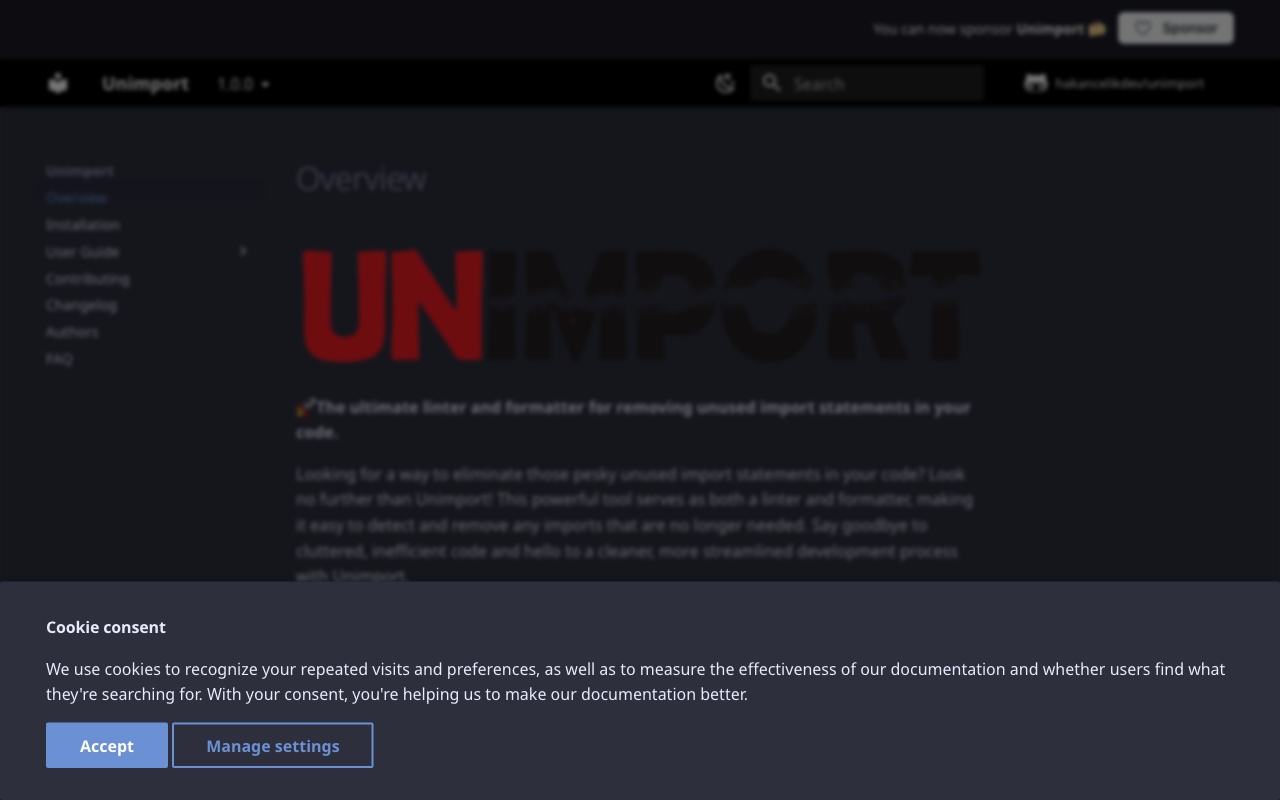 You can now sponsor Unimport Sponsor
Unimport 1.0.0 Search hakancelikdev/unimport
Unimport
Overview
Installation
User Guide
Contributing
Changelog
Authors
FAQ
Overview
UNIMPORT
The ultimate linter and formatter for removing unused import statements in your
code.
Looking for a way to eliminate those pesky unused import statements in your code? Look
no further than Unimport! This powerful tool serves as both a linter and formatter, making
it easy to detect and remove any imports that are no longer needed. Say goodbye to
cluttered, inefficient code and hello to a cleaner, more streamlined development process
with Unimport.
Cookie consent
We use cookies to recognize your repeated visits and preferences, as well as to measure the effectiveness of our documentation and whether users find what
they're searching for. With your consent, you're helping us to make our documentation better.
Accept Manage settings